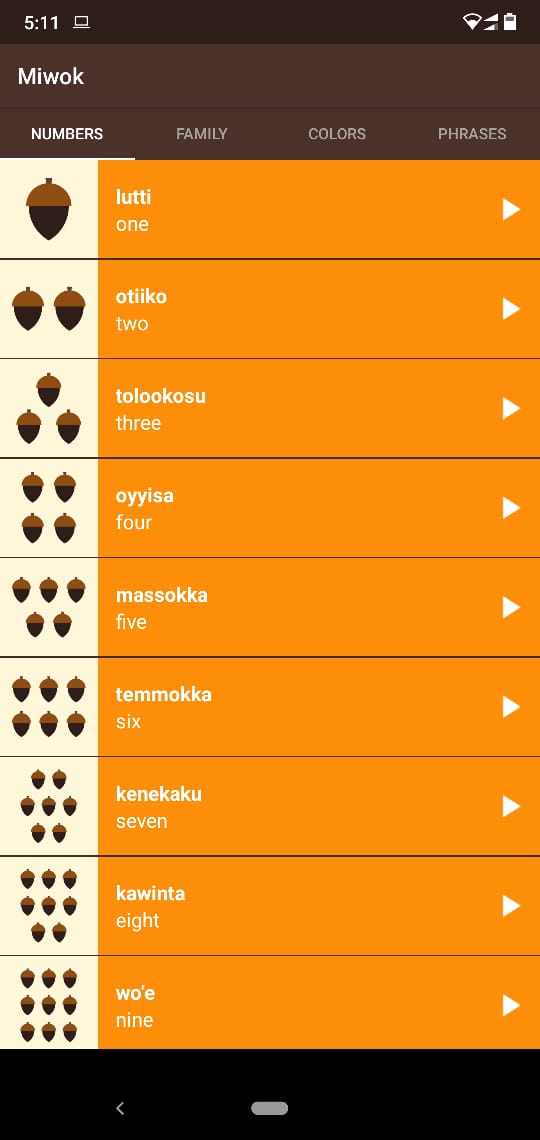 5:11
Miwok
NUMBERS FAMILY COLORS PHRASES
lutti
one
otiiko
two
tolookosu
three
oyyisa
four
massokka
five
temmokka
six
kenekaku
seven
kawinta
eight
wo’e
nine